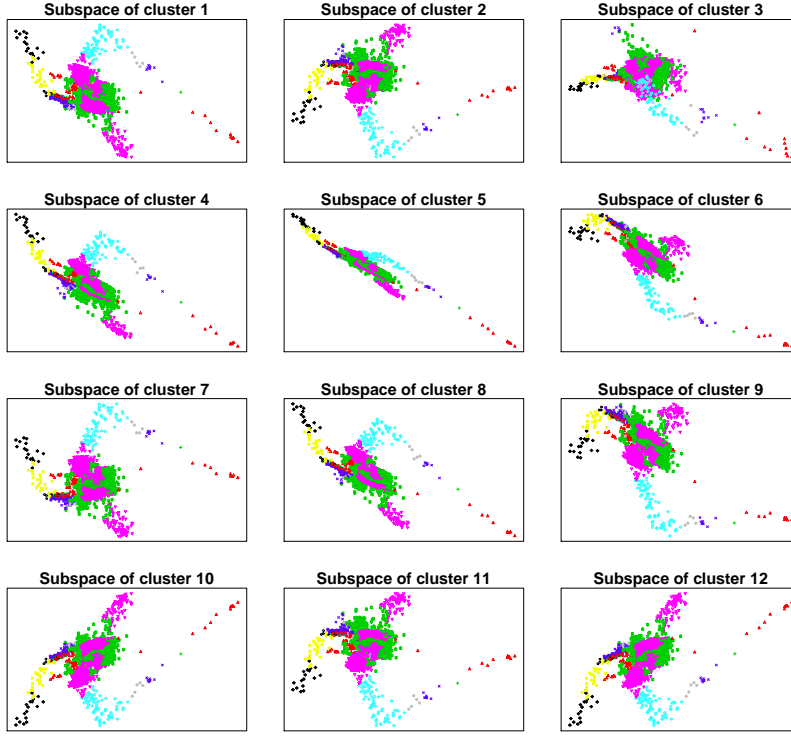 Subspace of cluster 1
Subspace of cluster 2
Subspace of cluster 3
Subspace of cluster 4
Subspace of cluster 5
Subspace of cluster 6
Subspace of cluster 7
Subspace of cluster 8
Subspace of cluster 9
Subspace of cluster 10
Subspace of cluster 11
Subspace of cluster 12